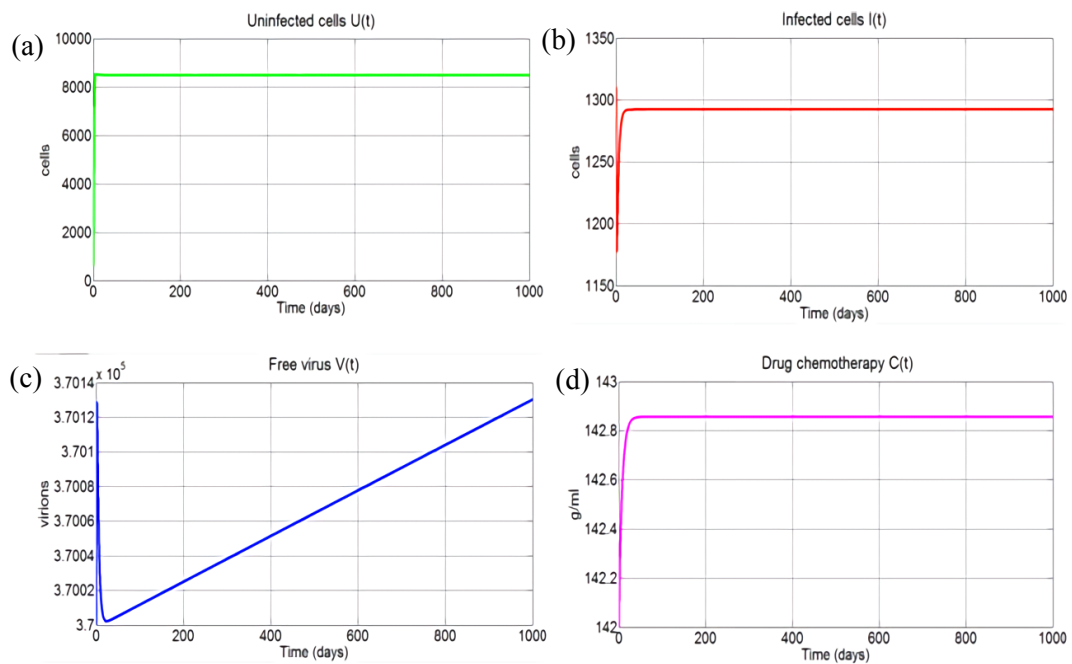 (a)
Uninfected cells U(t)
10000
8000
6000
4000
2000
0
cells
0 200 400 600 800 1000
Time (days)
(b)
Infected cells I(t)
1350
1300
1250
1200
1150
cells
0 200 400 600 800 1000
Time (days)
(c)
Free virus V(t)
x 10^5
3.7014
3.7012
3.701
3.7008
3.7006
3.7004
3.7002
3.7
virions
0 200 400 600 800 1000
Time (days)
(d)
Drug chemotherapy C(t)
143
142.8
142.6
142.4
142.2
142
g/ml
0 200 400 600 800 1000
Time (days)